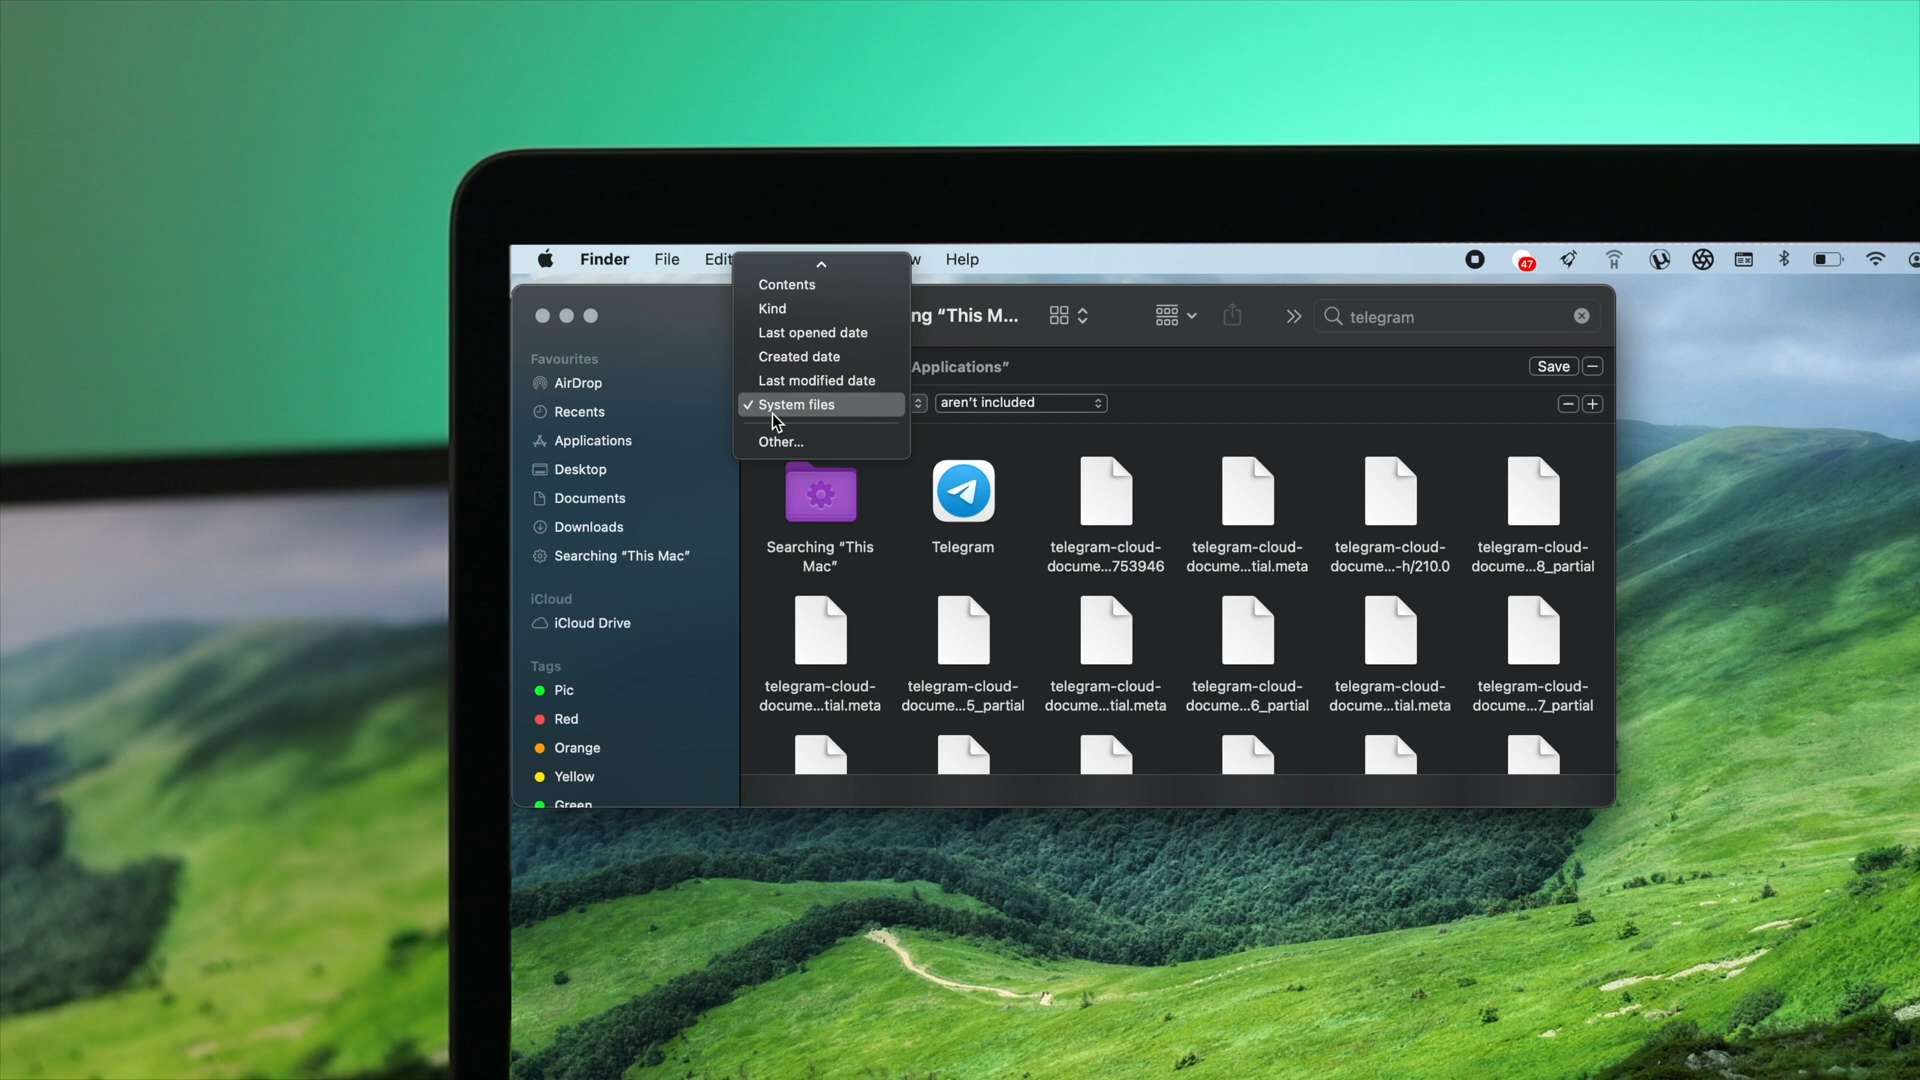 Finder File Edit w Help
47
Contents
Kind
Last opened date
Created date
Last modified date
✓ System files
Other...
ng “This M...
telegram
Applications”
Save
aren’t included
Favourites
AirDrop
Recents
Applications
Desktop
Documents
Downloads
Searching “This Mac”
iCloud
iCloud Drive
Tags
Pic
Red
Orange
Yellow
Green
Searching “This
Mac”
Telegram
telegram-cloud-
docume...753946
telegram-cloud-
docume...tial.meta
telegram-cloud-
docume...-h/210.0
telegram-cloud-
docume...8_partial
telegram-cloud-
docume...tial.meta
telegram-cloud-
docume...5_partial
telegram-cloud-
docume...tial.meta
telegram-cloud-
docume...6_partial
telegram-cloud-
docume...tial.meta
telegram-cloud-
docume...7_partial